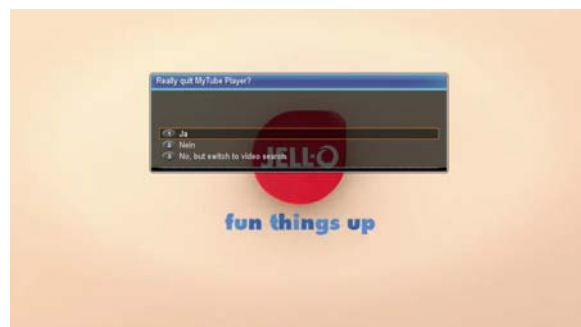 Really quit MyTube Player?
Ja
Nein
No, but switch to video search
JELL-O
fun things up